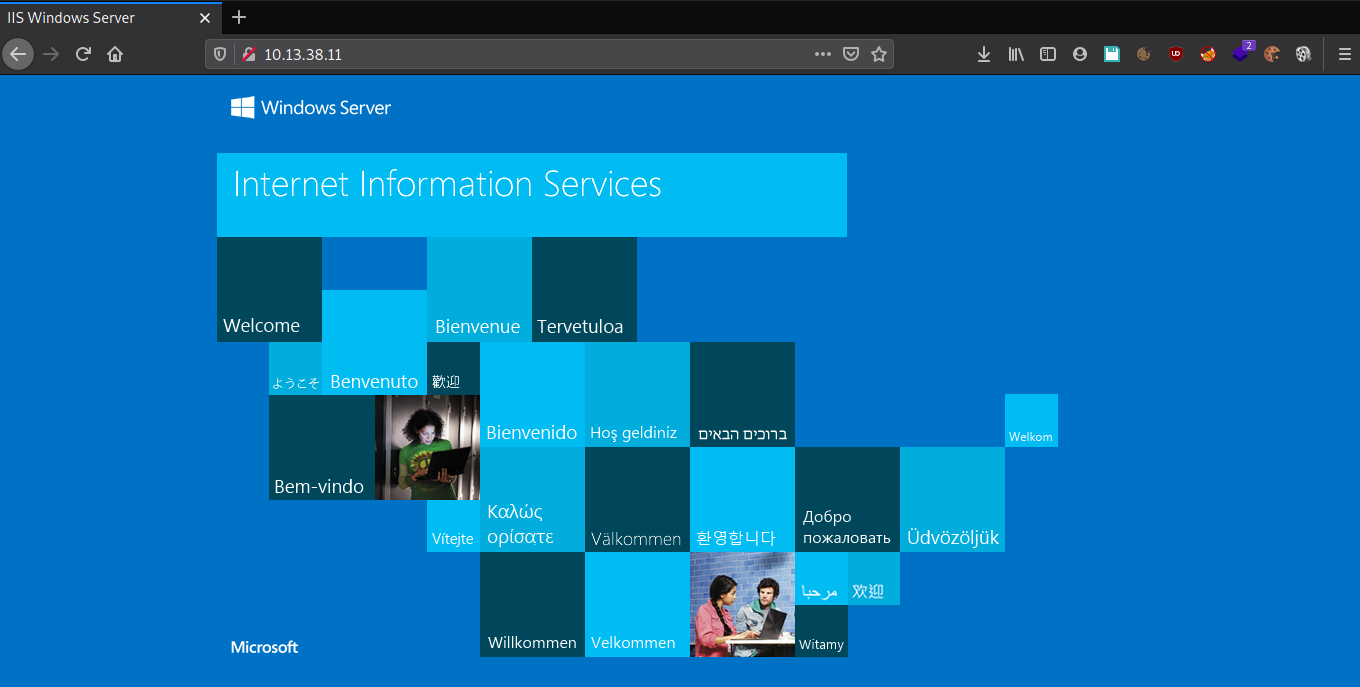 IIS Windows Server
10.13.38.11
2
Windows Server
Internet Information Services
Welcome
Bienvenue
Tervetuloa
ようこそ
Benvenuto
歡迎
Bienvenido
Hoş geldiniz
ברוכים הבאים
Welkom
Bem-vindo
Vítejte
Καλώς
ορίσατε
Välkommen
환영합니다
Добро
пожаловать
Üdvözöljük
Willkommen
Velkommen
مرحبا
欢迎
Witamy
Microsoft